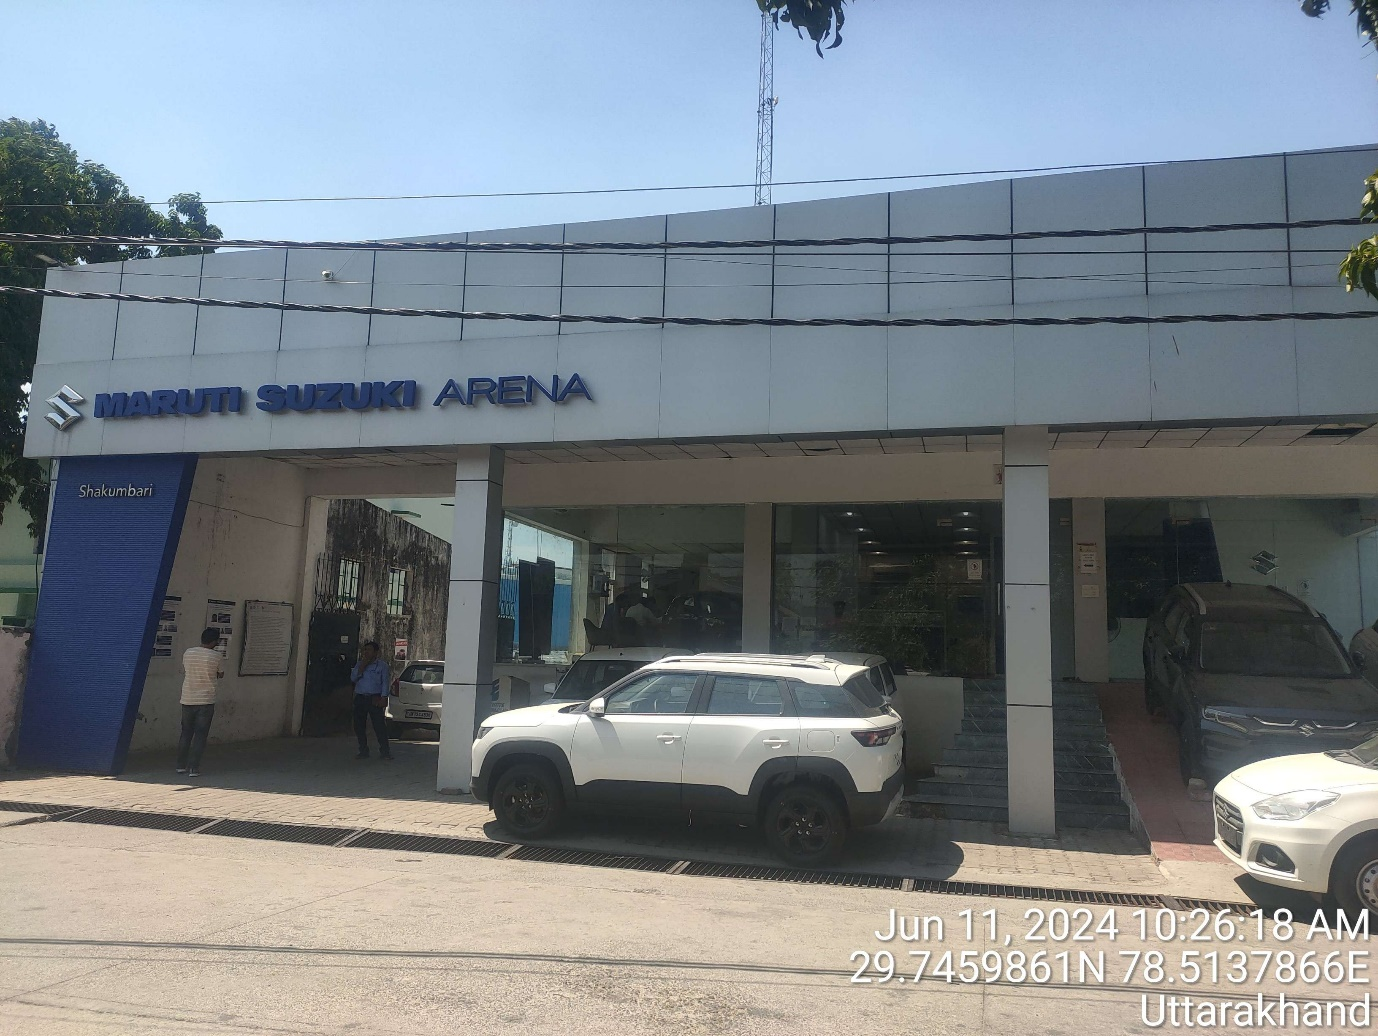 MARUTI SUZUKI ARENA
Shakumbari
Jun 11, 2024 10:26:18 AM
29.7459861N 78.5137866E
Uttarakhand